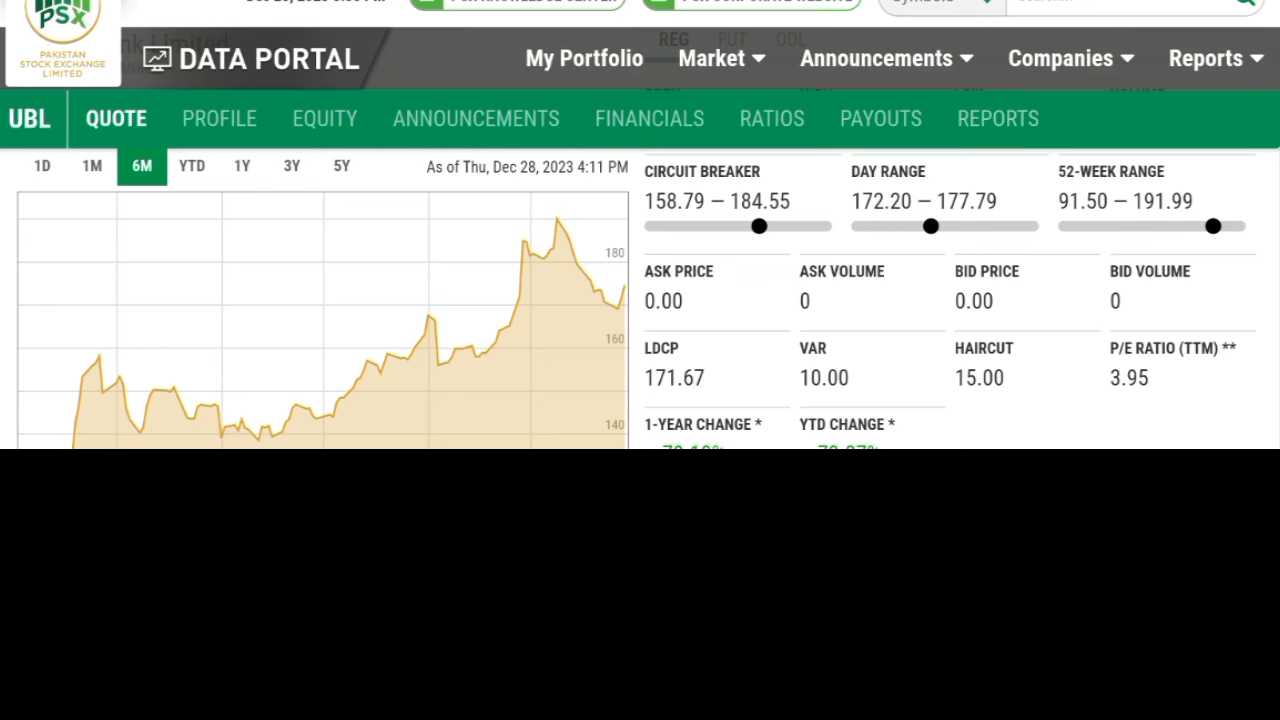 PSX
PAKISTAN
STOCK EXCHANGE
LIMITED
DATA PORTAL
My Portfolio
Market
Announcements
Companies
Reports
REG FUT ODL
UBL
QUOTE
PROFILE
EQUITY
ANNOUNCEMENTS
FINANCIALS
RATIOS
PAYOUTS
REPORTS
1D 1M 6M YTD 1Y 3Y 5Y
As of Thu, Dec 28, 2023 4:11 PM
180
160
140
CIRCUIT BREAKER
158.79 — 184.55
DAY RANGE
172.20 — 177.79
52-WEEK RANGE
91.50 — 191.99
ASK PRICE
0.00
ASK VOLUME
0
BID PRICE
0.00
BID VOLUME
0
LDCP
171.67
VAR
10.00
HAIRCUT
15.00
P/E RATIO (TTM) **
3.95
1-YEAR CHANGE *
YTD CHANGE *